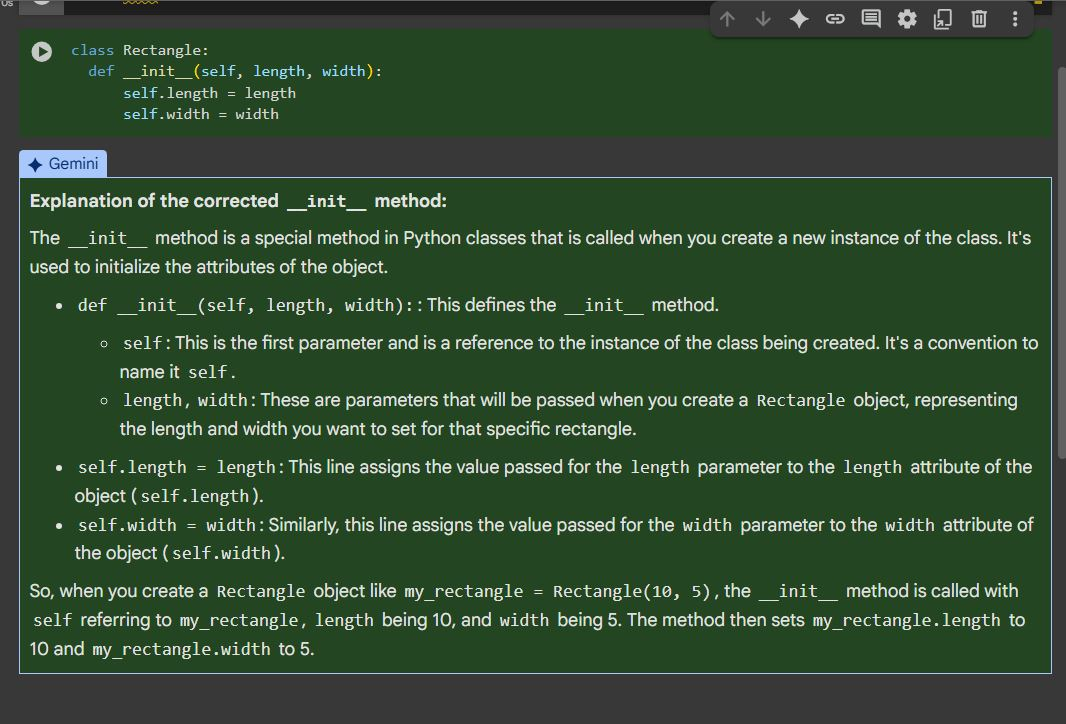 class Rectangle:
def __init__(self, length, width):
self.length = length
self.width = width
Gemini
Explanation of the corrected __init__ method:
The __init__ method is a special method in Python classes that is called when you create a new instance of the class. It's
used to initialize the attributes of the object.
• def __init__(self, length, width):: This defines the __init__ method.
◦ self: This is the first parameter and is a reference to the instance of the class being created. It's a convention to
name it self.
◦ length, width: These are parameters that will be passed when you create a Rectangle object, representing
the length and width you want to set for that specific rectangle.
• self.length = length: This line assigns the value passed for the length parameter to the length attribute of the
object (self.length).
• self.width = width: Similarly, this line assigns the value passed for the width parameter to the width attribute of
the object (self.width).
So, when you create a Rectangle object like my_rectangle = Rectangle(10, 5), the __init__ method is called with
self referring to my_rectangle, length being 10, and width being 5. The method then sets my_rectangle.length to
10 and my_rectangle.width to 5.